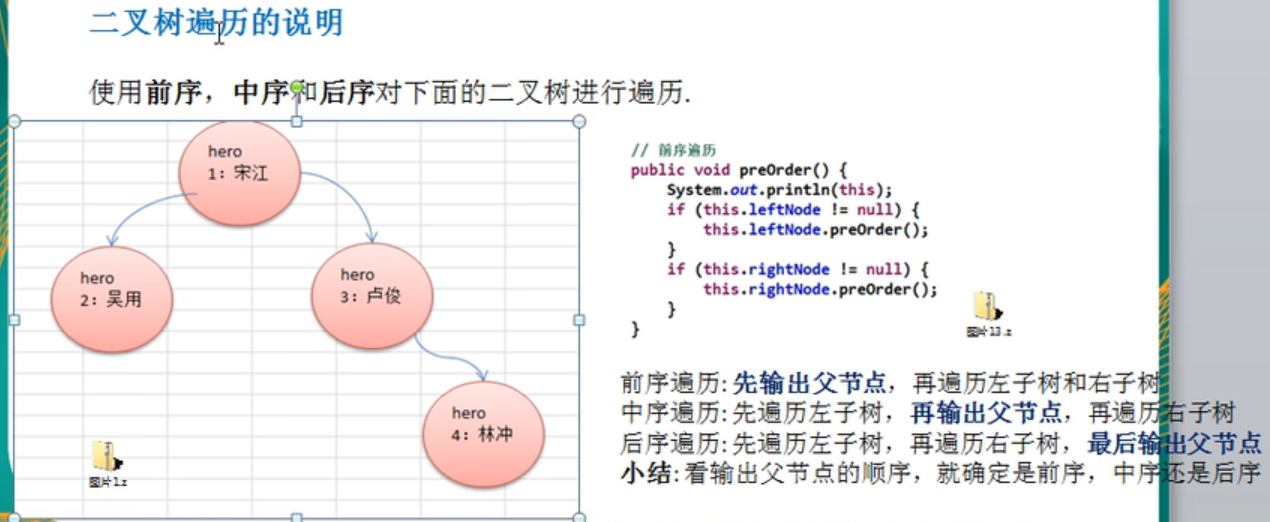 二叉树遍历的说明
使用前序，中序和后序对下面的二叉树进行遍历.
hero
1：宋江
hero
2：吴用
hero
3：卢俊
hero
4：林冲
图片1.z
// 前序遍历
public void preOrder() {
System.out.println(this);
if (this.leftNode != null) {
this.leftNode.preOrder();
}
if (this.rightNode != null) {
this.rightNode.preOrder();
}
}
图片13.z
前序遍历: 先输出父节点，再遍历左子树和右子树
中序遍历: 先遍历左子树，再输出父节点，再遍历右子树
后序遍历: 先遍历左子树，再遍历右子树，最后输出父节点
小结: 看输出父节点的顺序，就确定是前序，中序还是后序